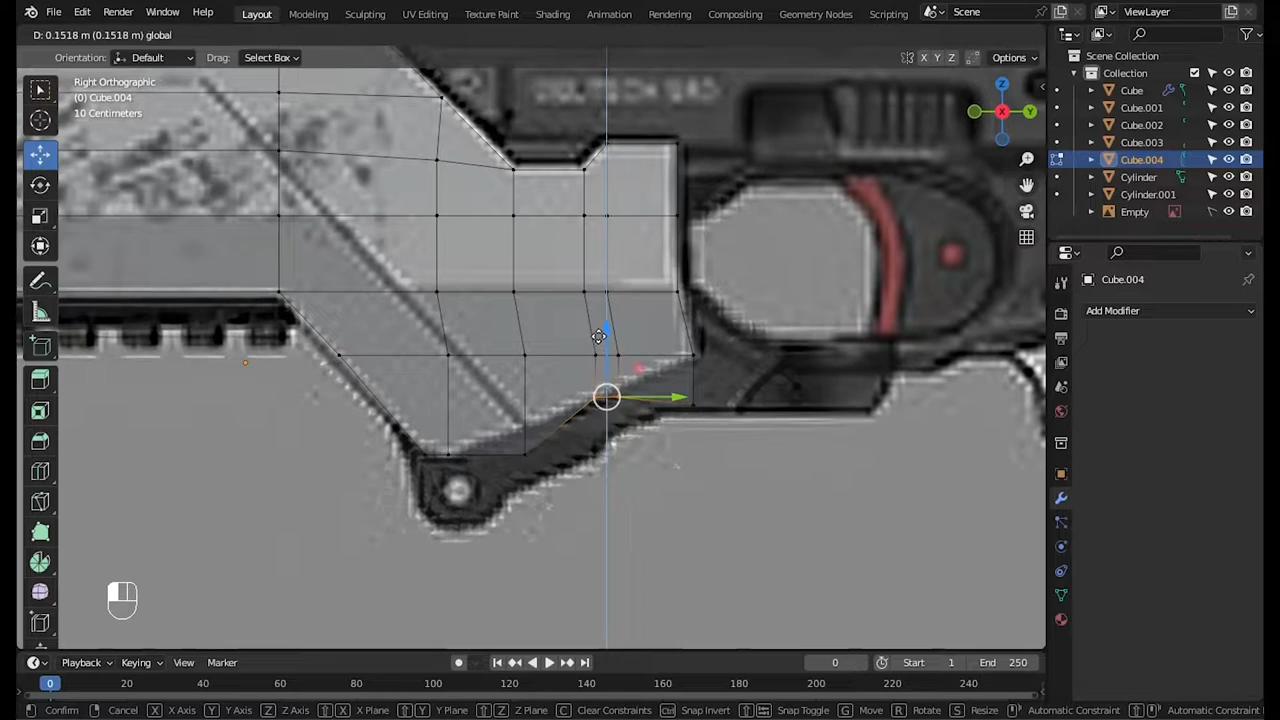 File Edit Render Window Help Layout Modeling Sculpting UV Editing Texture Paint Shading Animation Rendering Compositing Geometry Nodes Scripting Scene ViewLayer
D: 0.1518 m (0.1518 m) global
Orientation: Default Drag: Select Box X Y Z Options
Right Orthographic
(0) Cube.004
10 Centimeters
Z
X
Y
Scene Collection
Collection
Cube
Cube.001
Cube.002
Cube.003
Cube.004
Cylinder
Cylinder.001
Empty
Cube.004
Add Modifier
Playback Keying View Marker 0 Start 1 End 250
0 20 40 60 80 100 120 140 160 180 200 220 240
Confirm Cancel X X Axis Y Y Axis Z Z Axis X X Plane Y Y Plane Z Z Plane C Clear Constraints Ctrl Snap Invert Snap Toggle G Move R Rotate S Resize Automatic Constraint Automatic Constraint